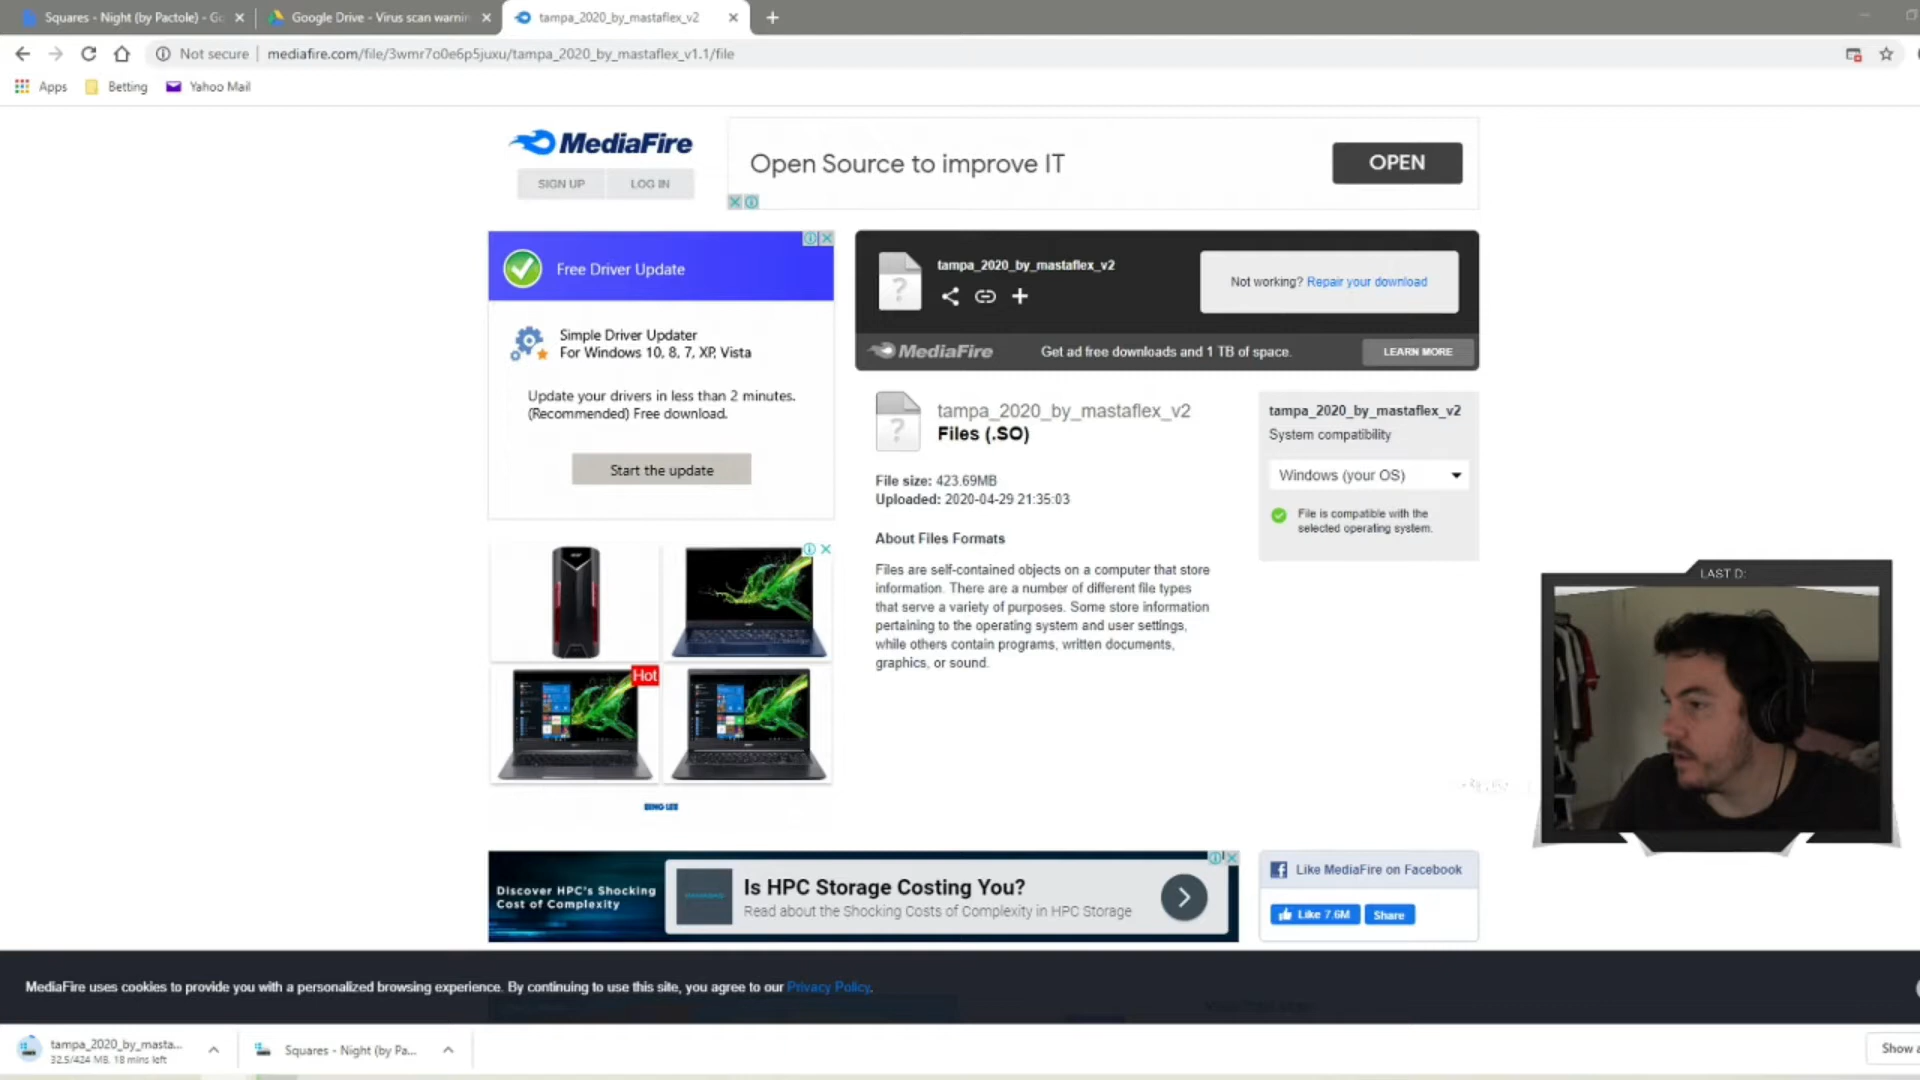 Squares - Night (by Pactole) - Go
Google Drive - Virus scan warnin
tampa_2020_by_mastaflex_v2
Not secure
mediafire.com/file/3wmr7o0e6p5juxu/tampa_2020_by_mastaflex_v1.1/file
Apps
Betting
Yahoo Mail
MediaFire
SIGN UP
LOG IN
Open Source to improve IT
OPEN
Free Driver Update
Simple Driver Updater
For Windows 10, 8, 7, XP, Vista
Update your drivers in less than 2 minutes.
(Recommended) Free download.
Start the update
Hot
BING LEE
tampa_2020_by_mastaflex_v2
Not working? Repair your download
MediaFire
Get ad free downloads and 1 TB of space.
LEARN MORE
tampa_2020_by_mastaflex_v2
Files (.SO)
File size: 423.69MB
Uploaded: 2020-04-29 21:35:03
About Files Formats
Files are self-contained objects on a computer that store
information. There are a number of different file types
that serve a variety of purposes. Some store information
pertaining to the operating system and user settings,
while others contain programs, written documents,
graphics, or sound.
tampa_2020_by_mastaflex_v2
System compatibility
Windows (your OS)
File is compatible with the
selected operating system.
LAST D:
Discover HPC's Shocking
Cost of Complexity
Is HPC Storage Costing You?
Read about the Shocking Costs of Complexity in HPC Storage
Like MediaFire on Facebook
Like 7.6M
Share
MediaFire uses cookies to provide you with a personalized browsing experience. By continuing to use this site, you agree to our Privacy Policy.
tampa_2020_by_masta...
32.5/424 MB, 18 mins left
Squares - Night (by Pa...
Show a